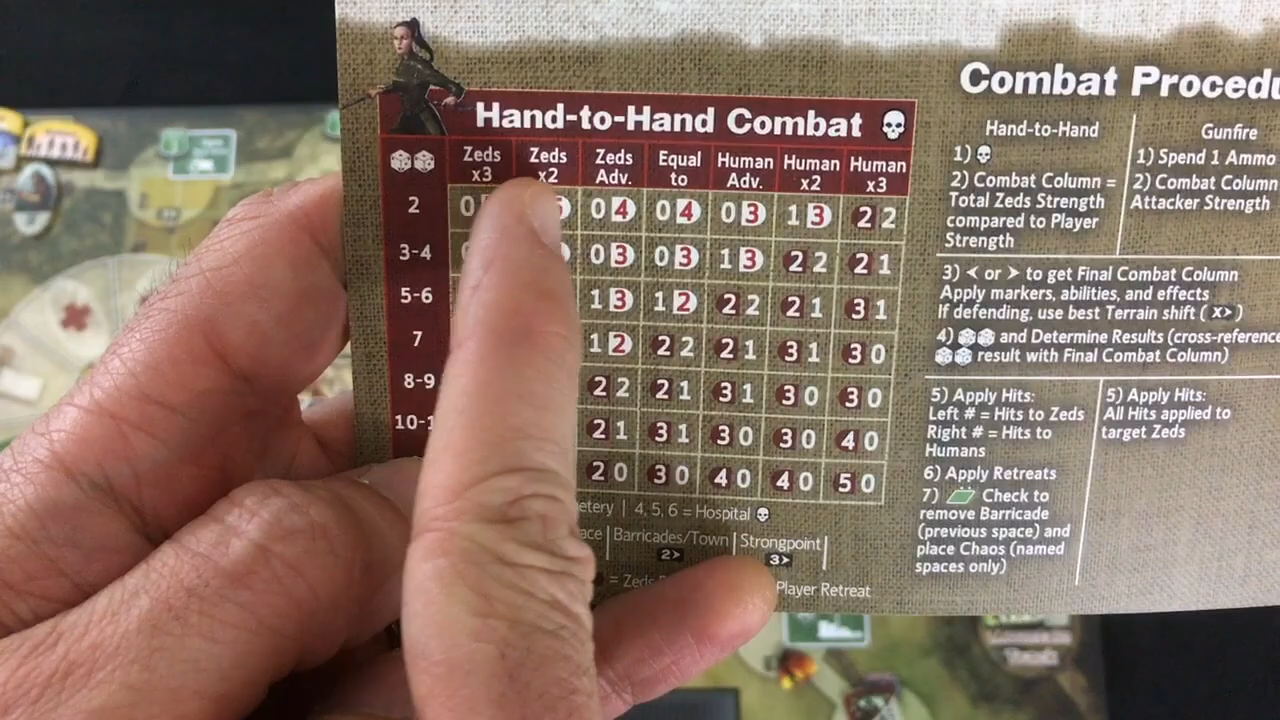 Hand-to-Hand Combat
Zeds x3 Zeds x2 Zeds Adv. Equal to Human Adv. Human x2 Human x3
2 0 0 4 0 4 0 3 1 3 2 2
3-4 0 3 0 3 1 3 2 2 2 1
5-6 1 3 1 2 2 2 2 1 3 1
7 1 2 2 2 2 1 3 1 3 0
8-9 2 2 2 1 3 1 3 0 3 0
10-1 2 1 3 1 3 0 3 0 4 0
2 0 3 0 4 0 4 0 5 0
etery | 4, 5, 6 = Hospital
ace | Barricades/Town | Strongpoint
2> 3>
= Zeds Player Retreat
Combat Procedu
Hand-to-Hand
1)
2) Combat Column =
Total Zeds Strength
compared to Player
Strength
Gunfire
1) Spend 1 Ammo
2) Combat Column
Attacker Strength
3) < or > to get Final Combat Column
Apply markers, abilities, and effects
If defending, use best Terrain shift ( X> )
4) and Determine Results (cross-reference
result with Final Combat Column)
5) Apply Hits:
Left # = Hits to Zeds
Right # = Hits to
Humans
6) Apply Retreats
7) Check to
remove Barricade
(previous space) and
place Chaos (named
spaces only)
5) Apply Hits:
All Hits applied to
target Zeds